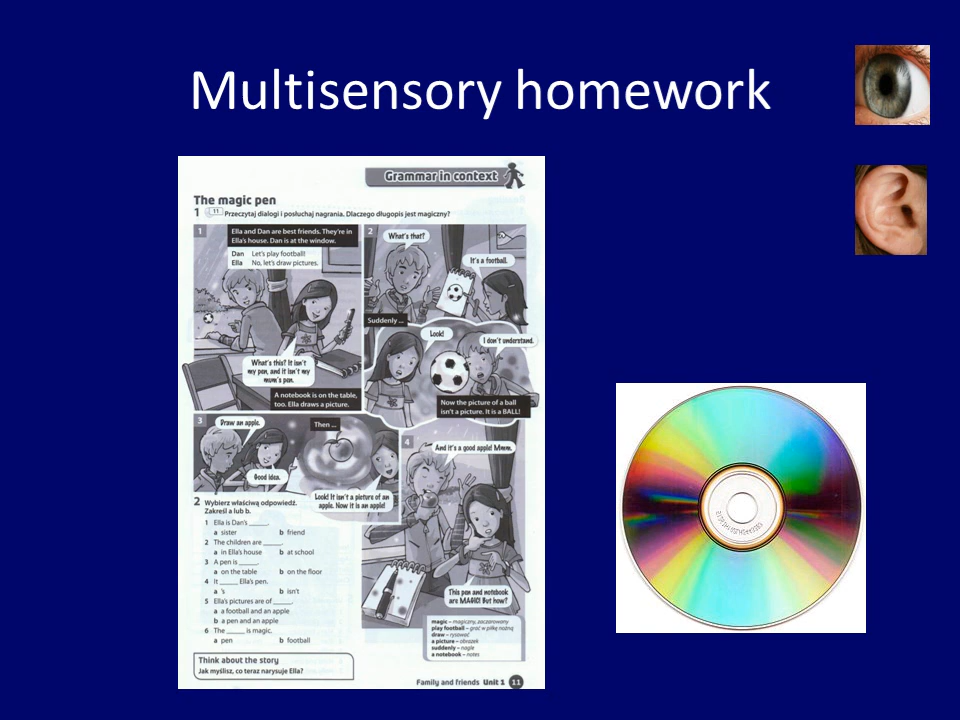 Multisensory homework
Grammar in context
The magic pen
1 11 Przeczytaj dialogi i posłuchaj nagrania. Dlaczego długopis jest magiczny?
1
Ella and Dan are best friends. They're in
Ella's house. Dan is at the window.
Dan Let's play football!
Ella No, let's draw pictures.
What's this? It isn't
my pen, and it isn't my
mum's pen.
A notebook is on the table,
too. Ella draws a picture.
2
What's that?
It's a football.
Suddenly ...
Look!
I don't understand.
Now the picture of a ball
isn't a picture. It is a BALL!
3
Draw an apple.
Good idea.
Then ...
Look! It isn't a picture of an
apple. Now it is an apple!
4
And it's a good apple! Mmm.
This pen and notebook
are MAGIC! But how?
2 Wybierz właściwą odpowiedź.
Zakreśl a lub b.
1 Ella is Dan's _____.
a sister b friend
2 The children are _____.
a in Ella's house b at school
3 A pen is _____.
a on the table b on the floor
4 It _____ Ella's pen.
a 's b isn't
5 Ella's pictures are of _____.
a a football and an apple
b a pen and an apple
6 The _____ is magic.
a pen b football
magic – magiczny, zaczarowany
play football – grać w piłkę nożną
draw – rysować
a picture – obrazek
suddenly – nagle
a notebook – notes
Think about the story
Jak myślisz, co teraz narysuje Ella?
Family and friends Unit 1 11